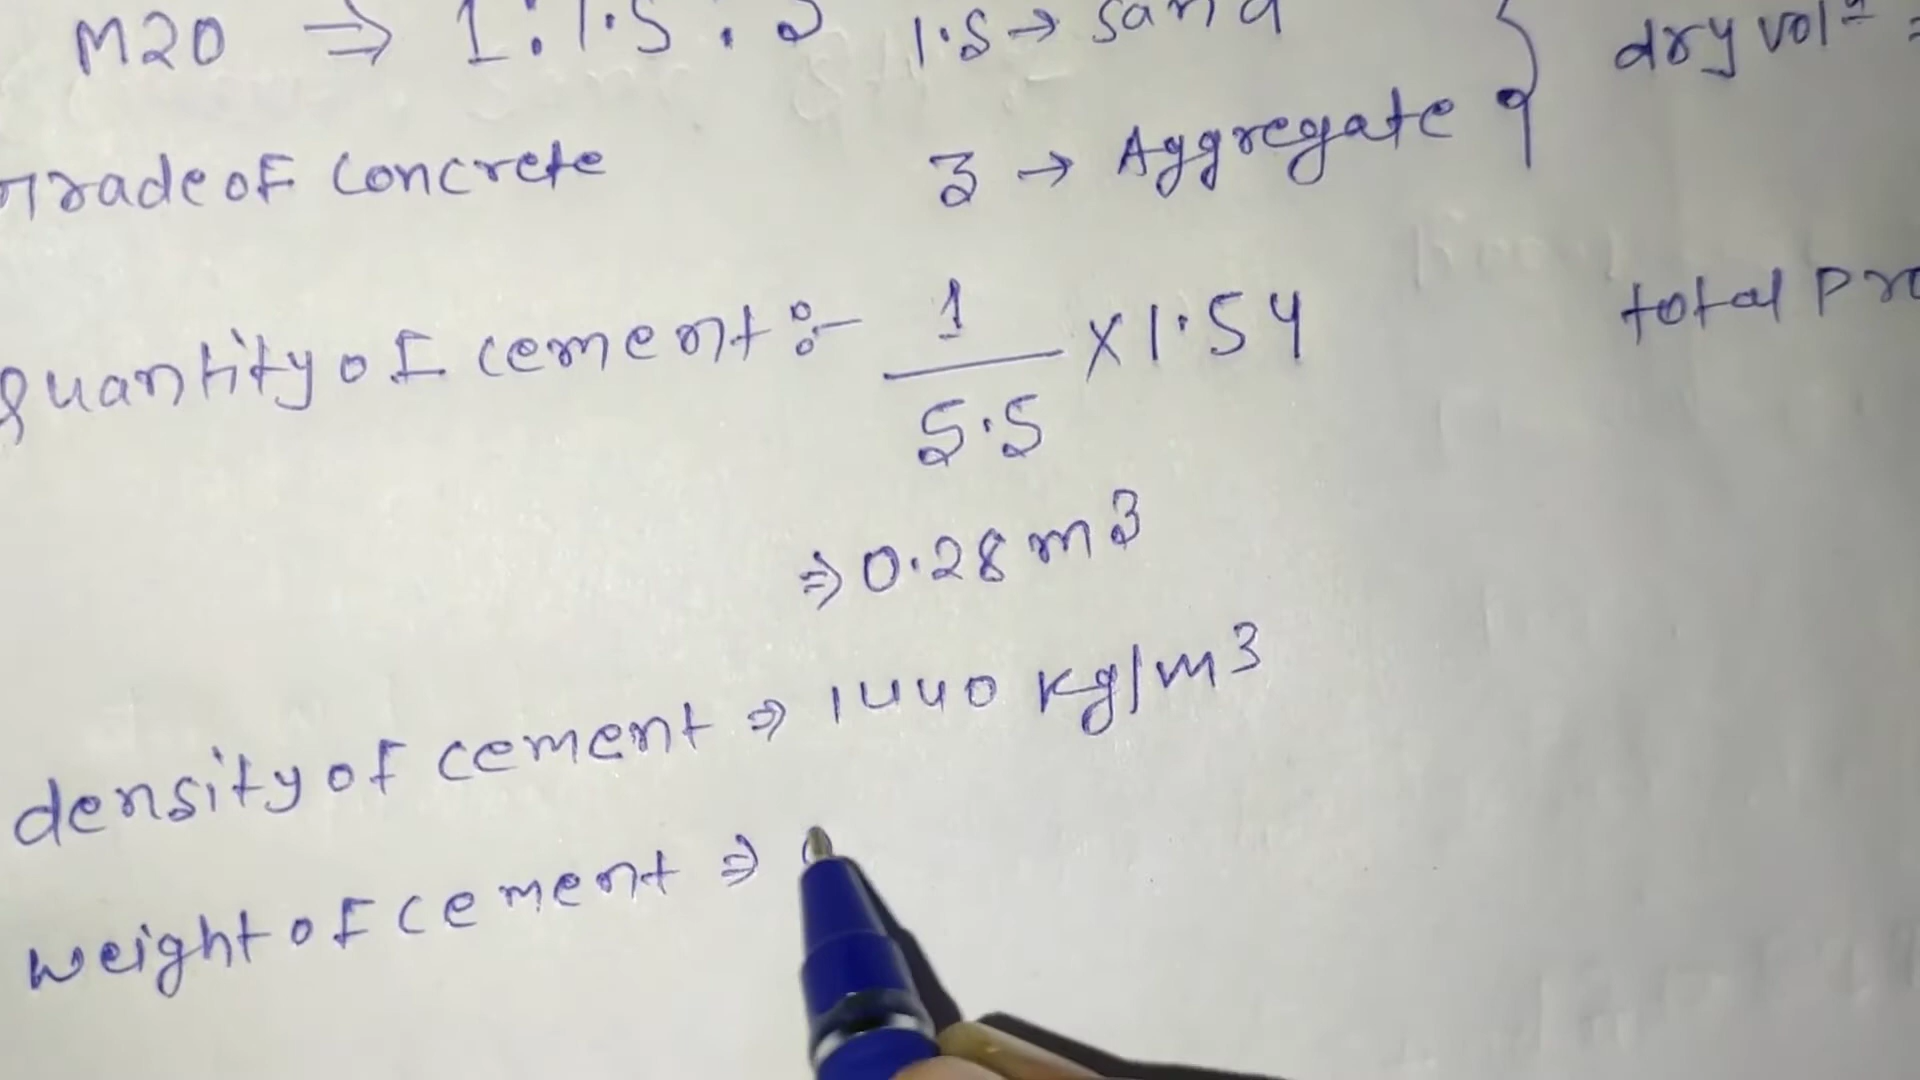 M20 ⇒ 1:1.5:3 1.5 → sand
Grade of concrete
3 → Aggregate
dry vol =
Quantity of cement :- 1/5.5 × 1.54
total
⇒ 0.28 m³
density of cement ⇒ 1440 kg/m³
weight of cement ⇒